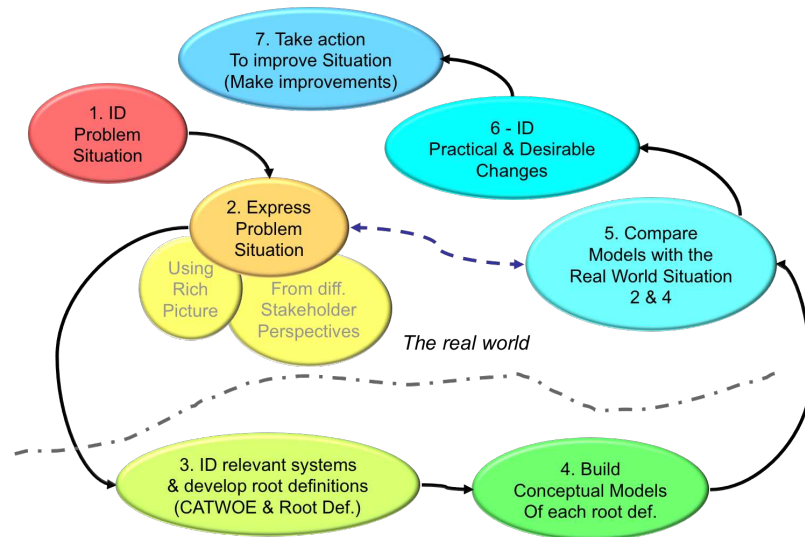 7. Take action
To improve Situation
(Make improvements)
1. ID
Problem
Situation
6 - ID
Practical & Desirable
Changes
2. Express
Problem
Situation
5. Compare
Models with the
Real World Situation
2 & 4
Using
Rich
Picture
From diff.
Stakeholder
Perspectives
The real world
3. ID relevant systems
& develop root definitions
(CATWOE & Root Def.)
4. Build
Conceptual Models
Of each root def.